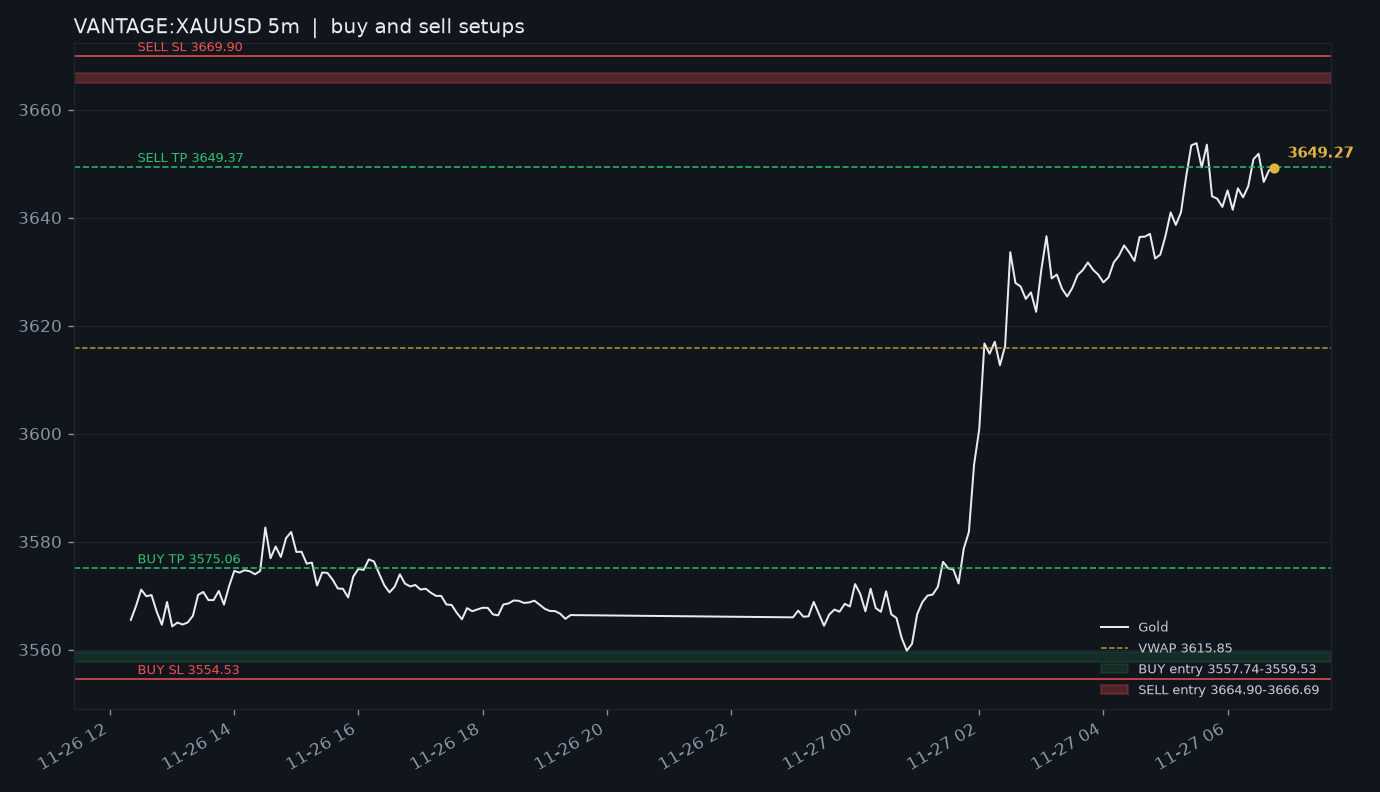 VANTAGE:XAUUSD 5m | buy and sell setups
SELL SL 3669.90
3660
SELL TP 3649.37
3649.27
3640
3620
3600
3580
BUY TP 3575.06
3560
BUY SL 3554.53
Gold
VWAP 3615.85
BUY entry 3557.74-3559.53
SELL entry 3664.90-3666.69
11-26 12
11-26 14
11-26 16
11-26 18
11-26 20
11-26 22
11-27 00
11-27 02
11-27 04
11-27 06